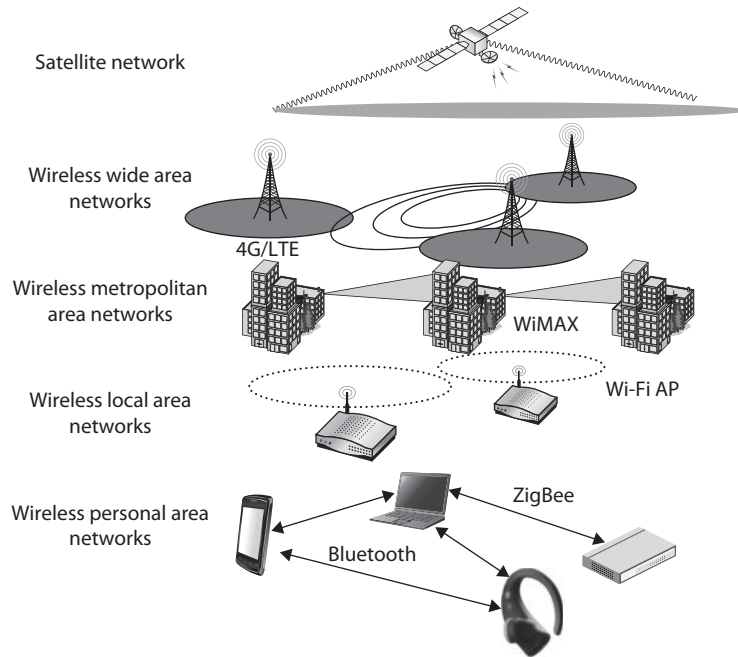 Satellite network
Wireless wide area
networks
4G/LTE
Wireless metropolitan
area networks
WiMAX
Wi-Fi AP
Wireless local area
networks
ZigBee
Wireless personal area
networks
Bluetooth